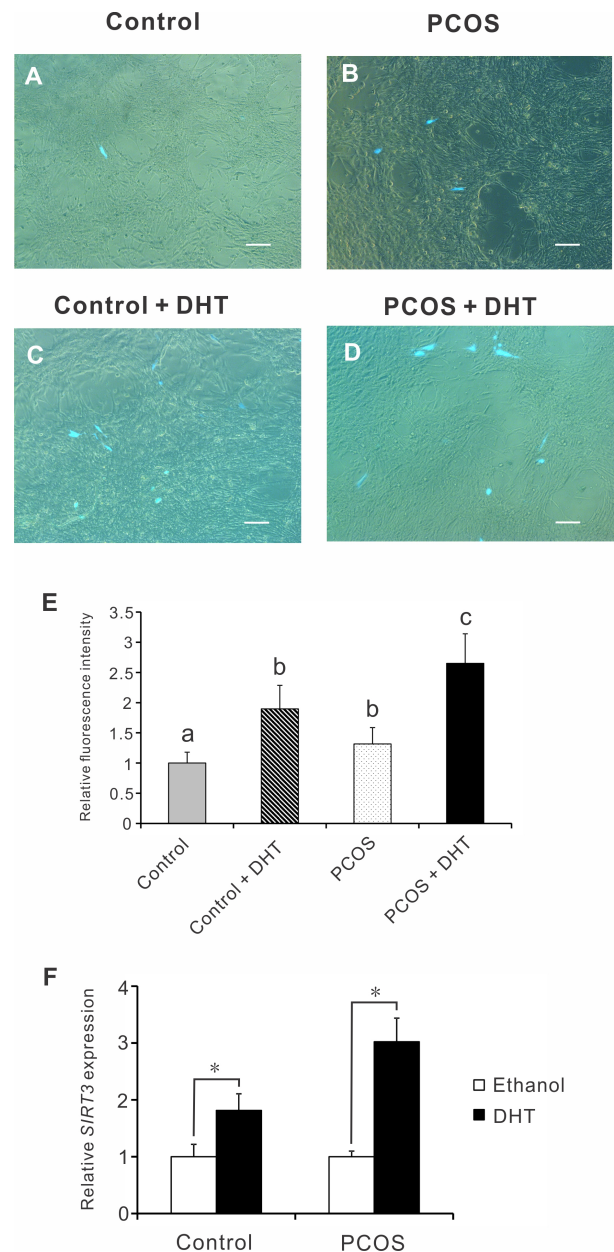 Control
PCOS
A
B
Control + DHT
PCOS + DHT
C
D
E
Relative fluorescence intensity
3.5
3
2.5
2
1.5
1
0.5
0
a
b
b
c
Control
Control + DHT
PCOS
PCOS + DHT
F
Relative SIRT3 expression
4
3
2
1
0
*
*
Ethanol
DHT
Control
PCOS